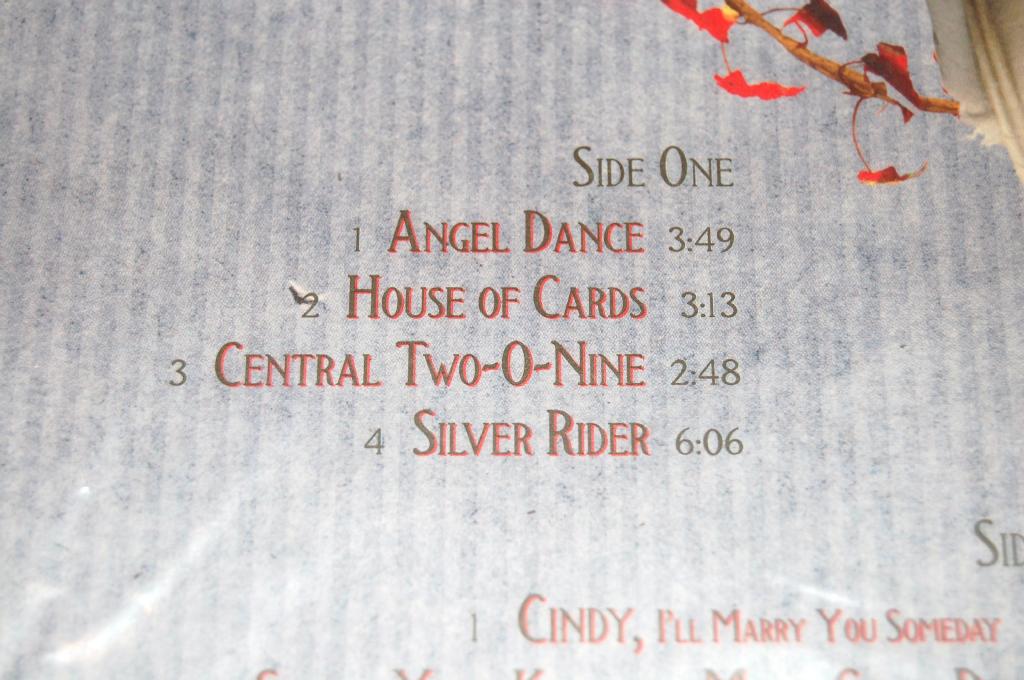 Side One
1 Angel Dance 3:49
2 House of Cards 3:13
3 Central Two-O-Nine 2:48
4 Silver Rider 6:06
1 Cindy, I'll Marry You Someday